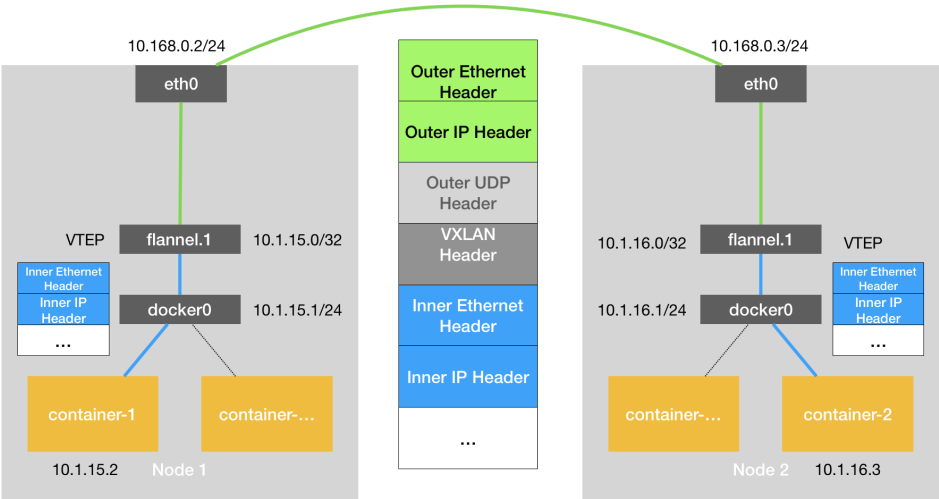 10.168.0.2/24
eth0
VTEP
flannel.1
10.1.15.0/32
Inner Ethernet
Header
Inner IP
Header
...
docker0
10.1.15.1/24
container-1
container-...
10.1.15.2
Node 1
Outer Ethernet
Header
Outer IP Header
Outer UDP
Header
VXLAN
Header
Inner Ethernet
Header
Inner IP Header
...
10.168.0.3/24
eth0
10.1.16.0/32
flannel.1
VTEP
10.1.16.1/24
docker0
Inner Ethernet
Header
Inner IP
Header
...
container-...
container-2
Node 2
10.1.16.3